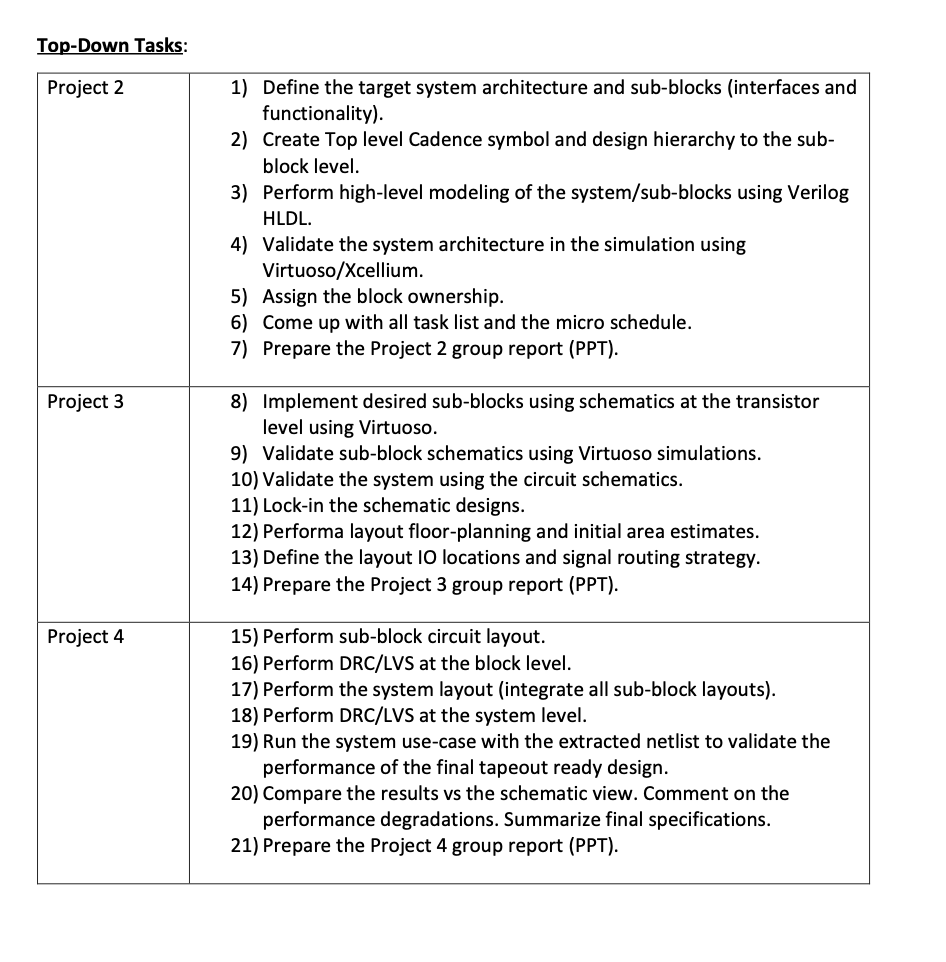 Top-Down Tasks:
Project 2
1) Define the target system architecture and sub-blocks (interfaces and
functionality).
2) Create Top level Cadence symbol and design hierarchy to the sub-
block level.
3) Perform high-level modeling of the system/sub-blocks using Verilog
HLDL.
4) Validate the system architecture in the simulation using
Virtuoso/Xcellium.
5) Assign the block ownership.
6) Come up with all task list and the micro schedule.
7) Prepare the Project 2 group report (PPT).
Project 3
8) Implement desired sub-blocks using schematics at the transistor
level using Virtuoso.
9) Validate sub-block schematics using Virtuoso simulations.
10) Validate the system using the circuit schematics.
11) Lock-in the schematic designs.
12) Performa layout floor-planning and initial area estimates.
13) Define the layout IO locations and signal routing strategy.
14) Prepare the Project 3 group report (PPT).
Project 4
15) Perform sub-block circuit layout.
16) Perform DRC/LVS at the block level.
17) Perform the system layout (integrate all sub-block layouts).
18) Perform DRC/LVS at the system level.
19) Run the system use-case with the extracted netlist to validate the
performance of the final tapeout ready design.
20) Compare the results vs the schematic view. Comment on the
performance degradations. Summarize final specifications.
21) Prepare the Project 4 group report (PPT).